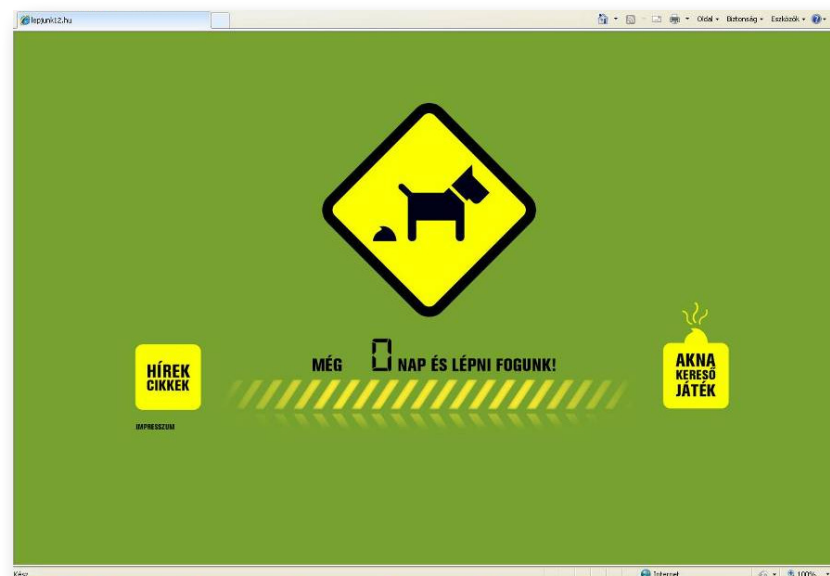 lepjunk12.hu
Oldal
Biztonság
Eszközök
MÉG 0 NAP ÉS LÉPNI FOGUNK!
HÍREK
CIKKEK
AKNA
KERESŐ
JÁTÉK
IMPRESSZUM
Kész
Internet
100%